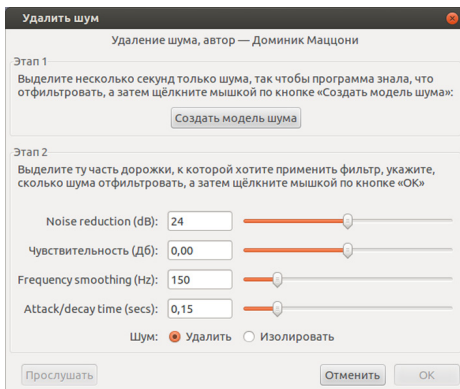 Удалить шум
Удаление шума, автор — Доминик Маццони
Этап 1
Выделите несколько секунд только шума, так чтобы программа знала, что
отфильтровать, а затем щёлкните мышкой по кнопке «Создать модель шума»:
Создать модель шума
Этап 2
Выделите ту часть дорожки, к которой хотите применить фильтр, укажите,
сколько шума отфильтровать, а затем щёлкните мышкой по кнопке «OK»
Noise reduction (dB): 24
Чувствительность (Дб): 0,00
Frequency smoothing (Hz): 150
Attack/decay time (secs): 0,15
Шум: Удалить Изолировать
Прослушать Отменить OK